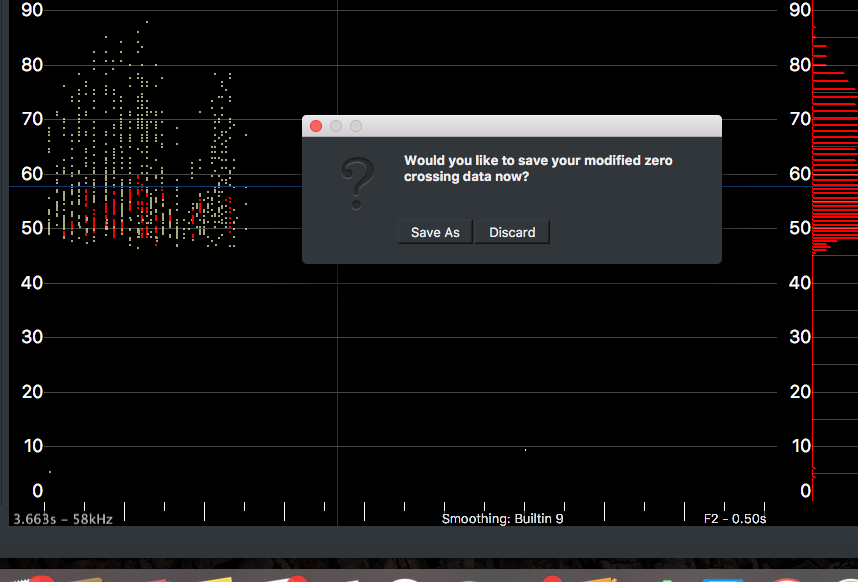 90
80
70
60
50
40
30
20
10
0
Would you like to save your modified zero
crossing data now?
Save As
Discard
90
80
70
60
50
40
30
20
10
0
3.663s - 58kHz
Smoothing: Builtin 9
F2 - 0.50s